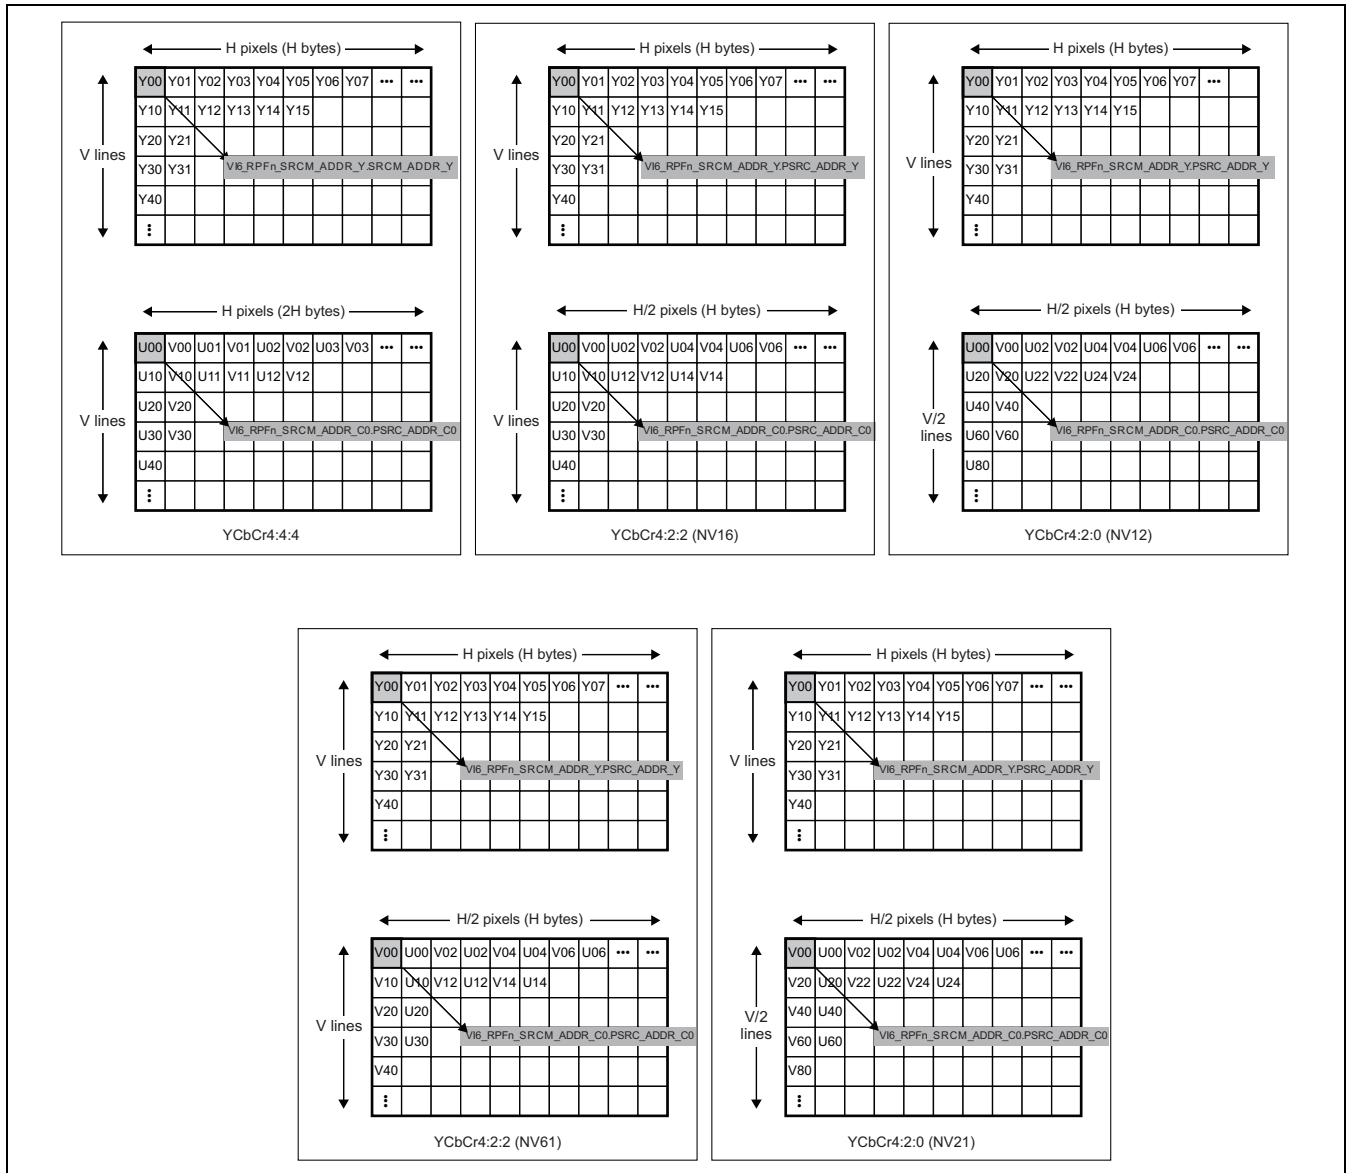 H pixels (H bytes)
Y00 Y01 Y02 Y03 Y04 Y05 Y06 Y07 ••• •••
Y10 Y11 Y12 Y13 Y14 Y15
Y20 Y21
V lines
Y30 Y31 VI6_RPFn_SRCM_ADDR_Y.SRCM_ADDR_Y
Y40
⋮
H pixels (2H bytes)
U00 V00 U01 V01 U02 V02 U03 V03 ••• •••
U10 V10 U11 V11 U12 V12
U20 V20
V lines
U30 V30 VI6_RPFn_SRCM_ADDR_C0.PSRC_ADDR_C0
U40
⋮
YCbCr4:4:4
H pixels (H bytes)
Y00 Y01 Y02 Y03 Y04 Y05 Y06 Y07 ••• •••
Y10 Y11 Y12 Y13 Y14 Y15
Y20 Y21
V lines
Y30 Y31 VI6_RPFn_SRCM_ADDR_Y.PSRC_ADDR_Y
Y40
⋮
H/2 pixels (H bytes)
U00 V00 U02 V02 U04 V04 U06 V06 ••• •••
U10 V10 U12 V12 U14 V14
U20 V20
V lines
U30 V30 VI6_RPFn_SRCM_ADDR_C0.PSRC_ADDR_C0
U40
⋮
YCbCr4:2:2 (NV16)
H pixels (H bytes)
Y00 Y01 Y02 Y03 Y04 Y05 Y06 Y07 ••• •••
Y10 Y11 Y12 Y13 Y14 Y15
Y20 Y21
V lines
Y30 Y31 VI6_RPFn_SRCM_ADDR_Y.PSRC_ADDR_Y
Y40
⋮
H/2 pixels (H bytes)
U00 V00 U02 V02 U04 V04 U06 V06 ••• •••
U20 V20 U22 V22 U24 V24
U40 V40
V/2
lines
U60 V60 VI6_RPFn_SRCM_ADDR_C0.PSRC_ADDR_C0
U80
⋮
YCbCr4:2:0 (NV12)
H pixels (H bytes)
Y00 Y01 Y02 Y03 Y04 Y05 Y06 Y07 ••• •••
Y10 Y11 Y12 Y13 Y14 Y15
Y20 Y21
V lines
Y30 Y31 VI6_RPFn_SRCM_ADDR_Y.PSRC_ADDR_Y
Y40
⋮
H/2 pixels (H bytes)
V00 U00 V02 U02 V04 U04 V06 U06 ••• •••
V10 U10 V12 U12 V14 U14
V20 U20
V lines
V30 U30 VI6_RPFn_SRCM_ADDR_C0.PSRC_ADDR_C0
V40
⋮
YCbCr4:2:2 (NV61)
H pixels (H bytes)
Y00 Y01 Y02 Y03 Y04 Y05 Y06 Y07 ••• •••
Y10 Y11 Y12 Y13 Y14 Y15
Y20 Y21
V lines
Y30 Y31 VI6_RPFn_SRCM_ADDR_Y.PSRC_ADDR_Y
Y40
⋮
H/2 pixels (H bytes)
V00 U00 V02 U02 V04 U04 V06 U06 ••• •••
V20 U20 V22 U22 V24 U24
V40 U40
V/2
lines
V60 U60 VI6_RPFn_SRCM_ADDR_C0.PSRC_ADDR_C0
V80
⋮
YCbCr4:2:0 (NV21)